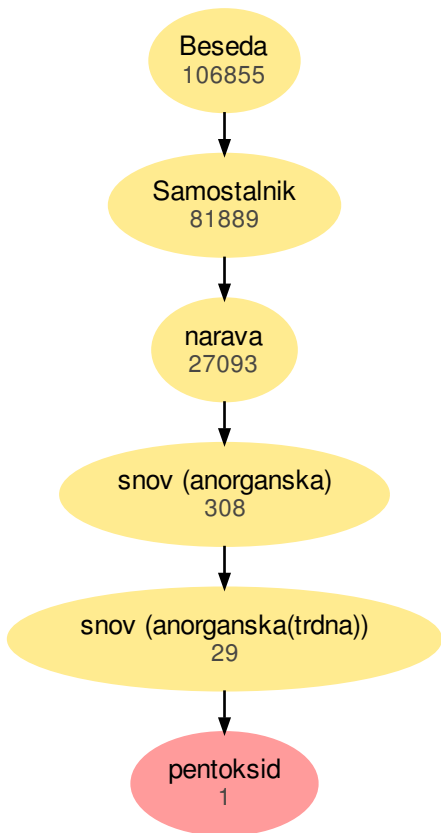 Beseda
106855
Samostalnik
81889
narava
27093
snov (anorganska)
308
snov (anorganska(trdna))
29
pentoksid
1